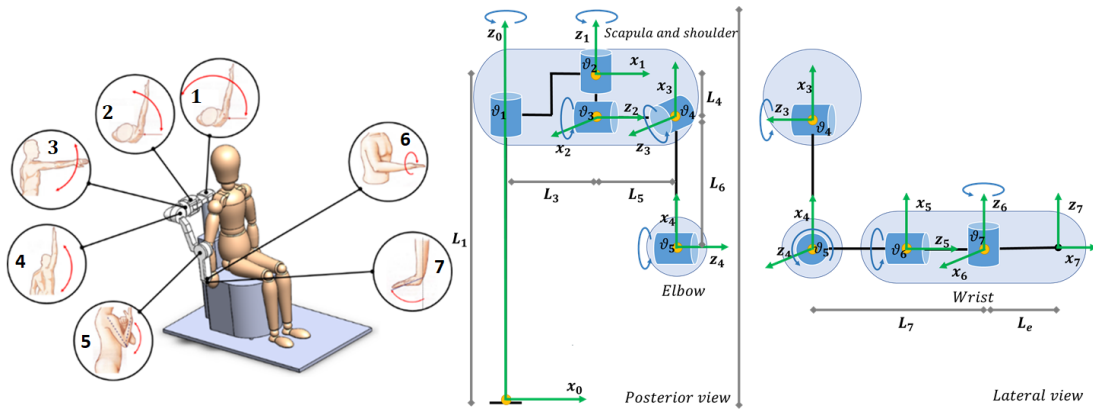 1
2
3
4
5
6
7
z₀
z₁
Scapula and shoulder
ϑ₂
x₁
x₃
ϑ₁
ϑ₃
z₂
ϑ₄
x₂
z₃
L₄
L₃
L₅
L₆
L₁
x₄
ϑ₅
z₄
Elbow
x₀
Posterior view
x₃
z₃
ϑ₄
x₄
z₄
ϑ₅
x₅
z₆
z₇
ϑ₆
z₅
ϑ₇
x₆
x₇
Wrist
L₇
Lₑ
Lateral view